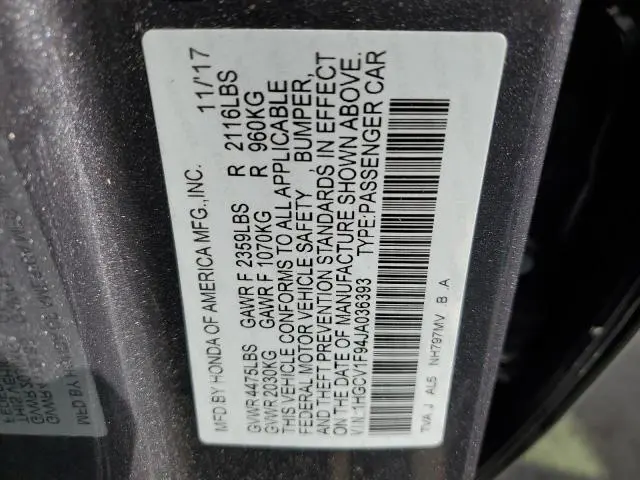 MFD.BY HONDA OF AMERICA MFG.,INC. 11/'17
GVWR 4475LBS GAWR F 2359LBS R 2116LBS
GVWR 2030KG GAWR F 1070KG R 960KG
THIS VEHICLE CONFORMS TO ALL APPLICABLE
FEDERAL MOTOR VEHICLE SAFETY , BUMPER,
AND THEFT PREVENTION STANDARDS IN EFFECT
ON THE DATE OF MANUFACTURE SHOWN ABOVE.
V.I.N.:1HGCV1F94JA036393 TYPE:PASSENGER CAR
TVA J AL5 NH797MV B .A